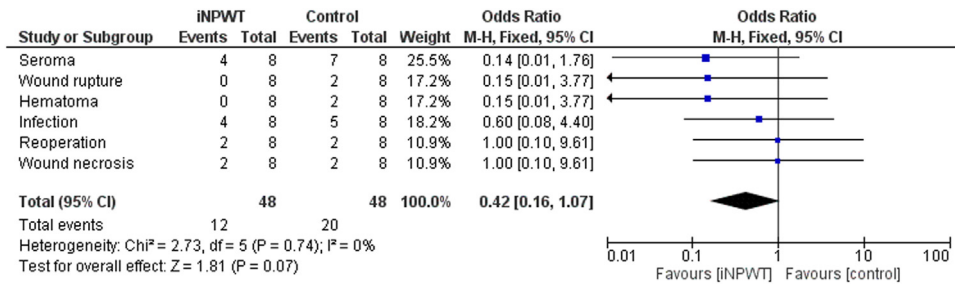 iNPWT Control Odds Ratio Odds Ratio
Study or Subgroup Events Total Events Total Weight M-H, Fixed, 95% CI M-H, Fixed, 95% CI
Seroma 4 8 7 8 25.5% 0.14 [0.01, 1.76]
Wound rupture 0 8 2 8 17.2% 0.15 [0.01, 3.77]
Hematoma 0 8 2 8 17.2% 0.15 [0.01, 3.77]
Infection 4 8 5 8 18.2% 0.60 [0.08, 4.40]
Reoperation 2 8 2 8 10.9% 1.00 [0.10, 9.61]
Wound necrosis 2 8 2 8 10.9% 1.00 [0.10, 9.61]
Total (95% CI) 48 48 100.0% 0.42 [0.16, 1.07]
Total events 12 20
Heterogeneity: Chi² = 2.73, df = 5 (P = 0.74); I² = 0%
Test for overall effect: Z = 1.81 (P = 0.07)
0.01 0.1 1 10 100
Favours [iNPWT] Favours [control]